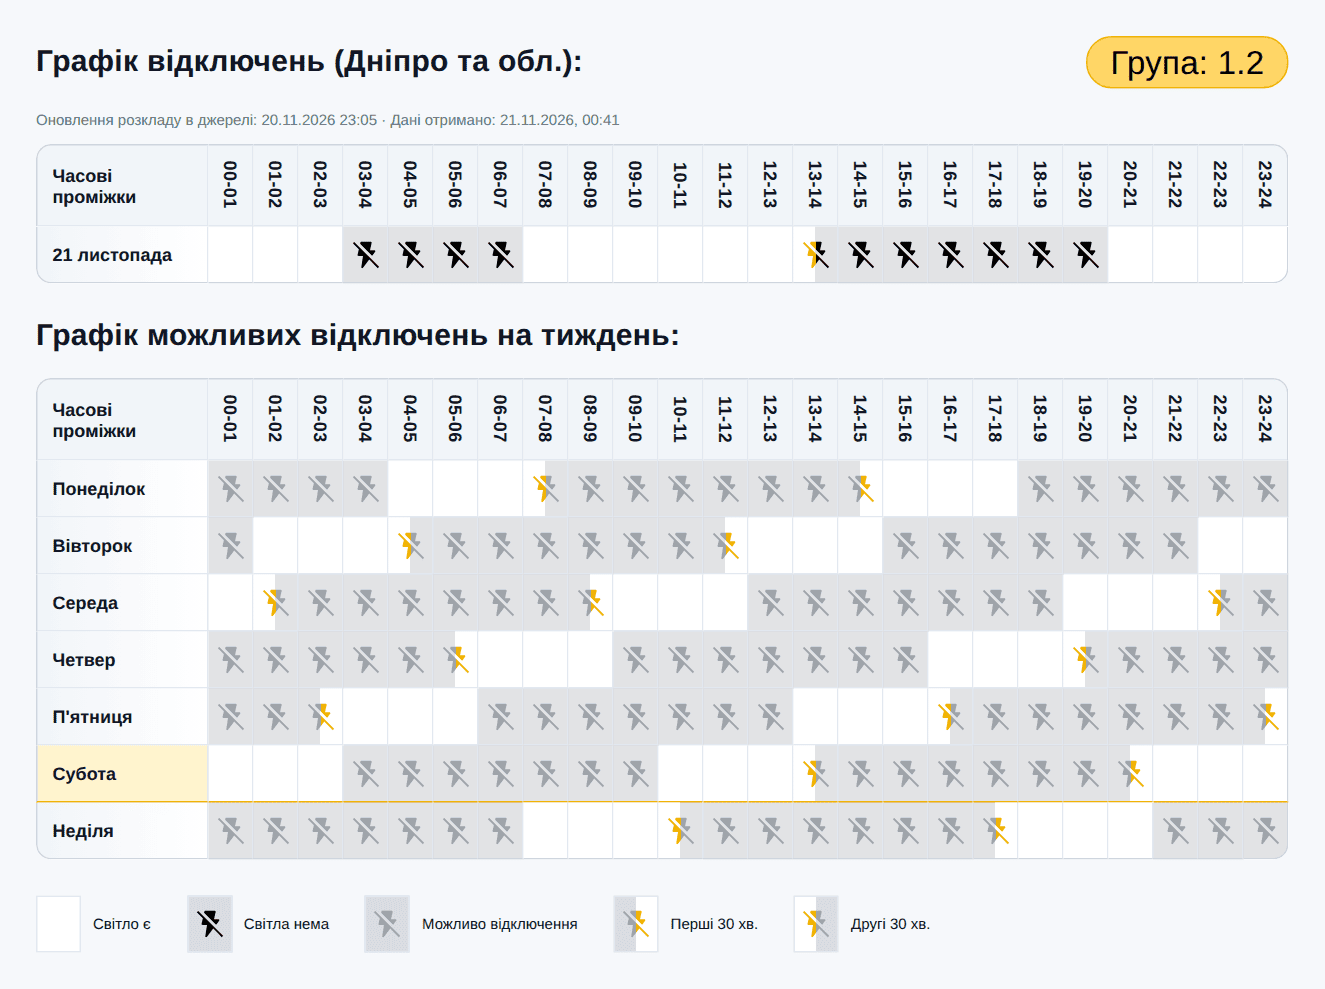 Графік відключень (Дніпро та обл.):
Група: 1.2
Оновлення розкладу в джерелі: 20.11.2026 23:05 · Дані отримано: 21.11.2026, 00:41
Часові
проміжки
00-01 01-02 02-03 03-04 04-05 05-06 06-07 07-08 08-09 09-10 10-11 11-12 12-13 13-14 14-15 15-16 16-17 17-18 18-19 19-20 20-21 21-22 22-23 23-24
21 листопада
Графік можливих відключень на тиждень:
Часові
проміжки
00-01 01-02 02-03 03-04 04-05 05-06 06-07 07-08 08-09 09-10 10-11 11-12 12-13 13-14 14-15 15-16 16-17 17-18 18-19 19-20 20-21 21-22 22-23 23-24
Понеділок
Вівторок
Середа
Четвер
П'ятниця
Субота
Неділя
Світло є
Світла нема
Можливо відключення
Перші 30 хв.
Другі 30 хв.